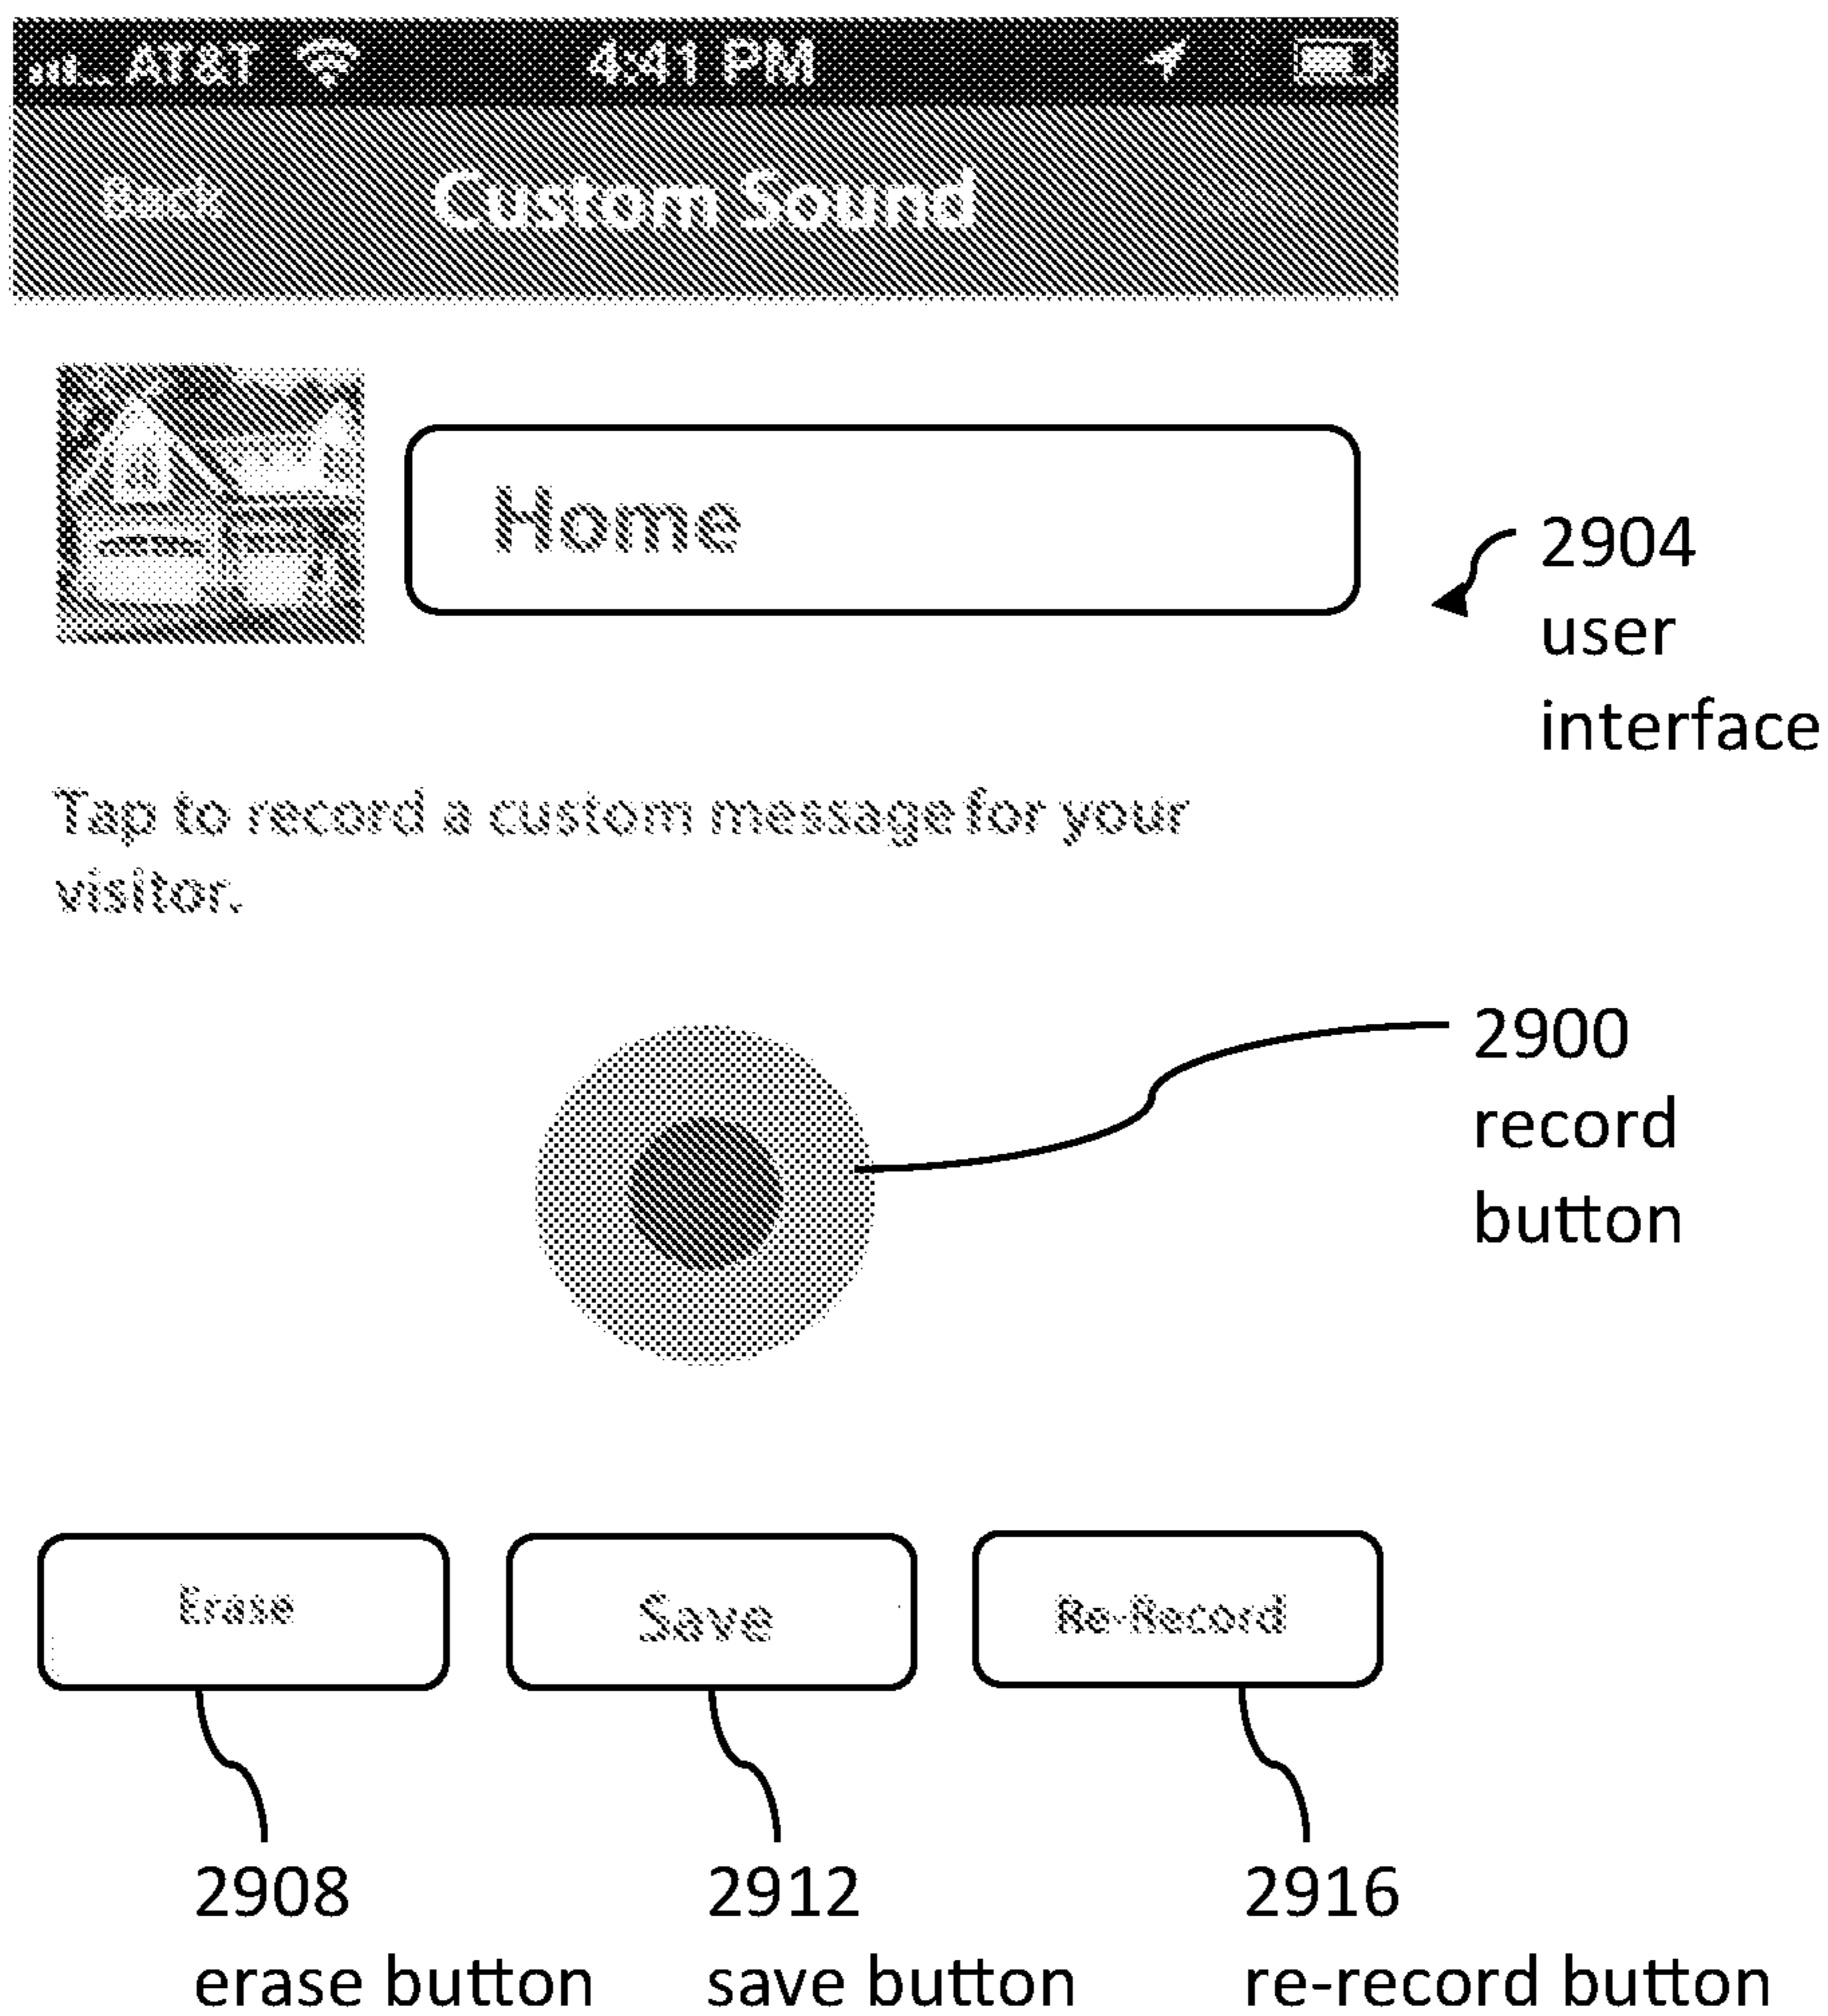 AT&T 4:41 PM
Back Custom Sound
Home
2904
user
interface
Tap to record a custom message for your
visitor.
2900
record
button
Erase Save Re-Record
2908 2912 2916
erase button save button re-record button